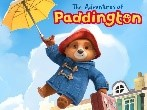 The Adventures of
Paddington